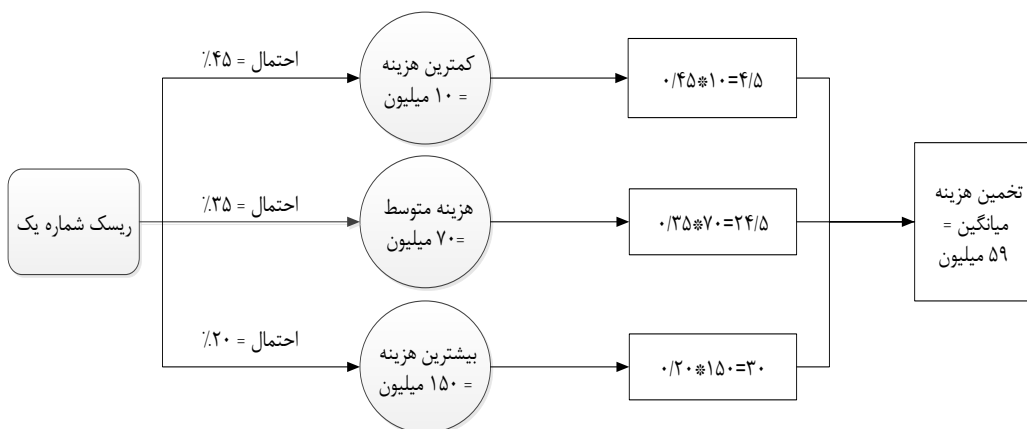 ریسک شماره یک
احتمال = ۴۵٪
کمترین هزینه
= ۱۰ میلیون
۰/۴۵*۱۰=۴/۵
احتمال = ۳۵٪
هزینه متوسط
=۷۰ میلیون
۰/۳۵*۷۰=۲۴/۵
احتمال = ۲۰٪
بیشترین هزینه
= ۱۵۰ میلیون
۰/۲۰*۱۵۰=۳۰
تخمین هزینه
میانگین =
۵۹ میلیون